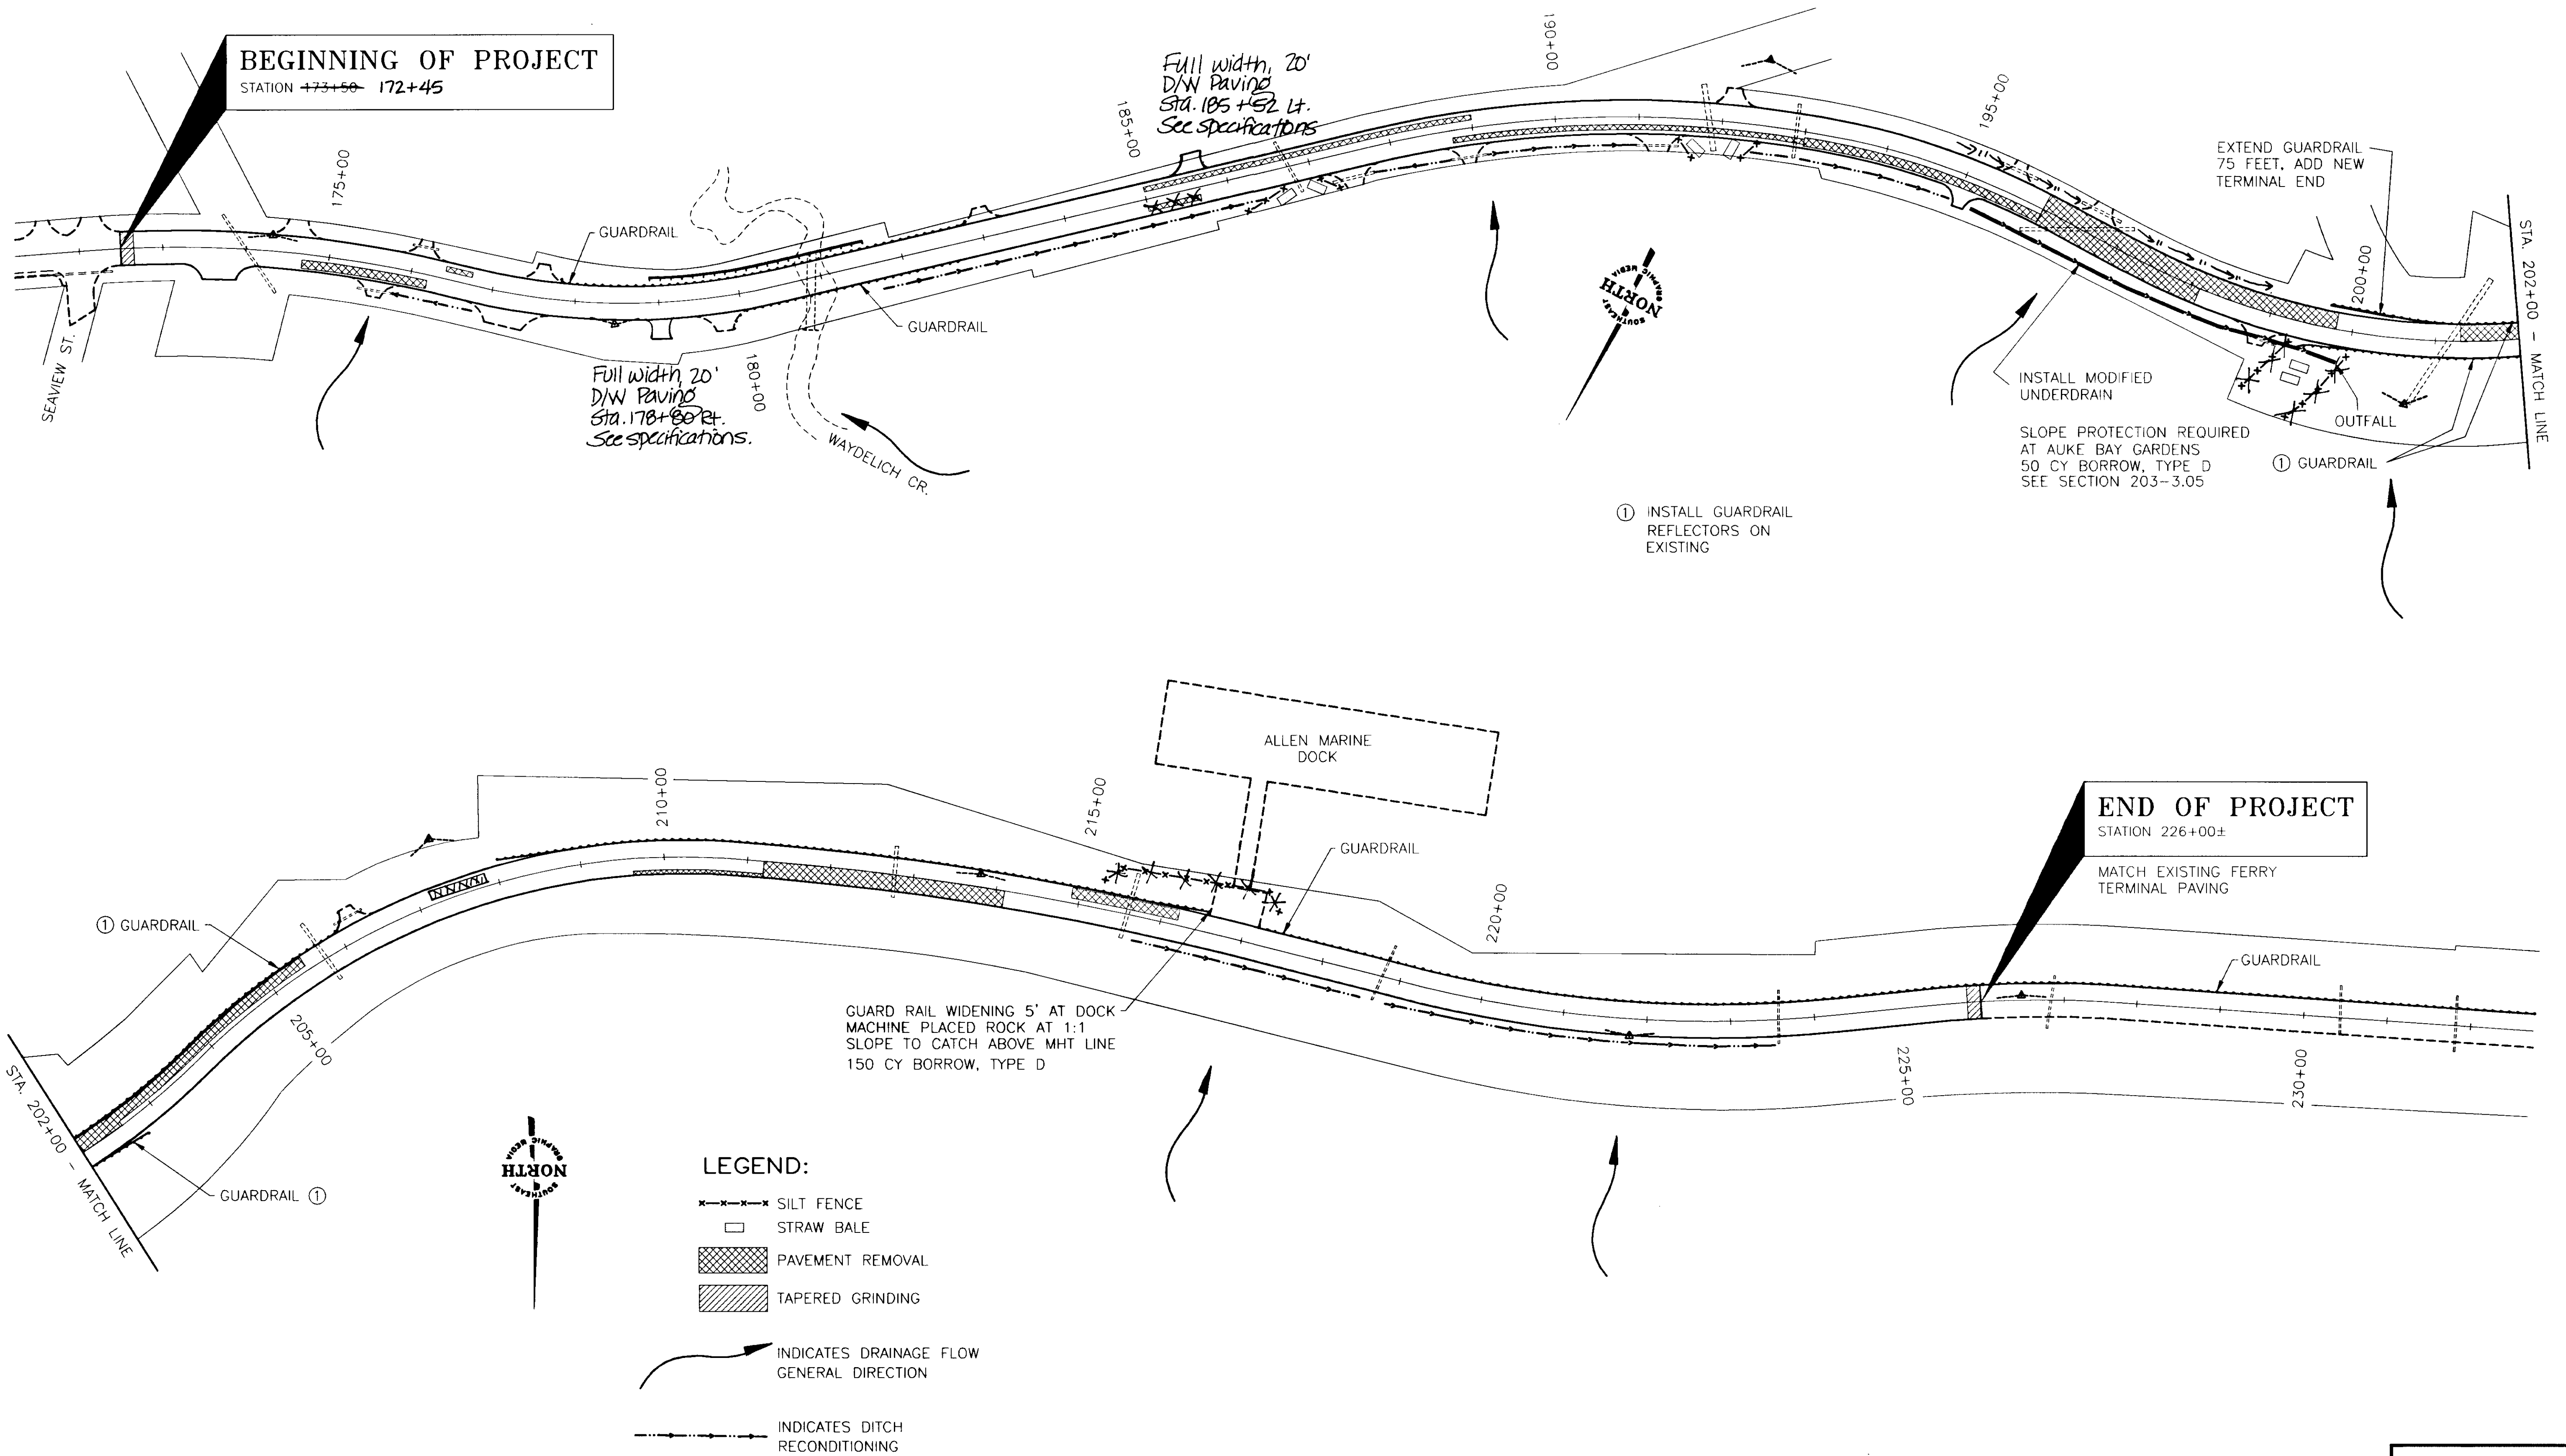 BEGINNING OF PROJECT
STATION 173+50 172+45
Full width, 20'
D/W Paving
Sta. 185+52 Lt.
See specifications
185+00
190+00
195+00
EXTEND GUARDRAIL
75 FEET, ADD NEW
TERMINAL END
175+00
GUARDRAIL
GUARDRAIL
200+00
STA. 202+00 - MATCH LINE
SEAVIEW ST.
Full width, 20'
D/W Paving
Sta. 178+80 Rt.
See specifications.
180+00
WAYDELICH CR.
SOUTHEAST
NORTH
GRAPHIC MEDIA
INSTALL MODIFIED
UNDERDRAIN
OUTFALL
SLOPE PROTECTION REQUIRED
AT AUKE BAY GARDENS
50 CY BORROW, TYPE D
SEE SECTION 203-3.05
① GUARDRAIL
① INSTALL GUARDRAIL
REFLECTORS ON
EXISTING
ALLEN MARINE
DOCK
210+00
215+00
GUARDRAIL
END OF PROJECT
STATION 226+00±
MATCH EXISTING FERRY
TERMINAL PAVING
220+00
① GUARDRAIL
GUARDRAIL
205+00
GUARD RAIL WIDENING 5' AT DOCK
MACHINE PLACED ROCK AT 1:1
SLOPE TO CATCH ABOVE MHT LINE
150 CY BORROW, TYPE D
225+00
230+00
STA. 202+00 - MATCH LINE
GUARDRAIL ①
SOUTHEAST
NORTH
GRAPHIC MEDIA
LEGEND:
SILT FENCE
STRAW BALE
PAVEMENT REMOVAL
TAPERED GRINDING
INDICATES DRAINAGE FLOW
GENERAL DIRECTION
INDICATES DITCH
RECONDITIONING